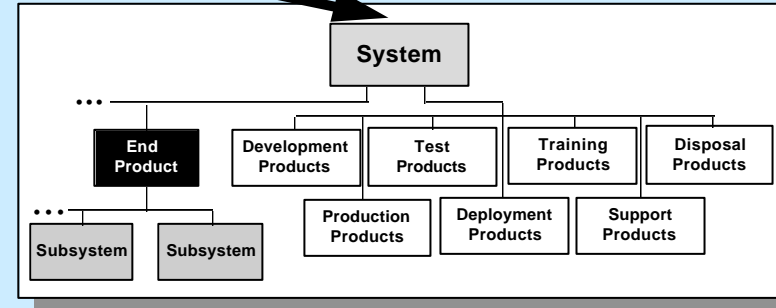 System
...
End
Product
Development
Products
Test
Products
Training
Products
Disposal
Products
...
Subsystem
Subsystem
Production
Products
Deployment
Products
Support
Products